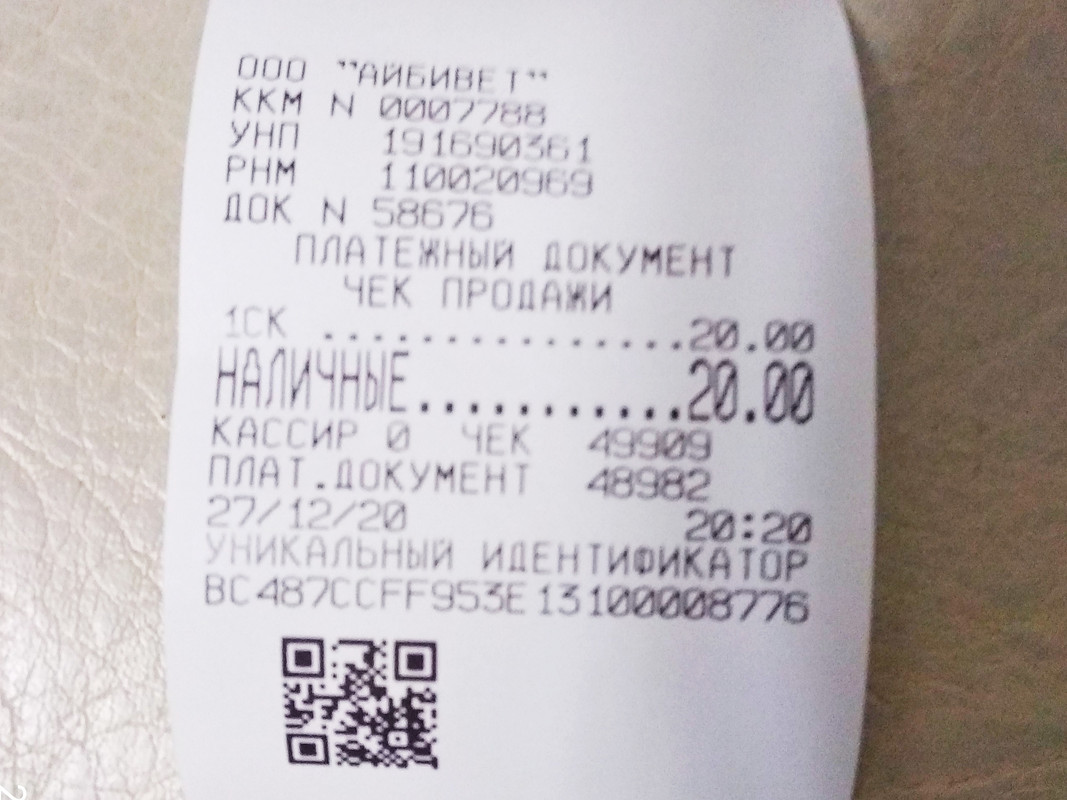 ООО "АЙБИВЕТ"
ККМ N 0007788
УНП 191690361
РНМ 110020969
ДОК N 58676
ПЛАТЕЖНЫЙ ДОКУМЕНТ
ЧЕК ПРОДАЖИ
1СК ................20.00
НАЛИЧНЫЕ............20.00
КАССИР 0 ЧЕК 49909
ПЛАТ.ДОКУМЕНТ 48982
27/12/20 20:20
УНИКАЛЬНЫЙ ИДЕНТИФИКАТОР
BC487CCFF953E13100008776
2